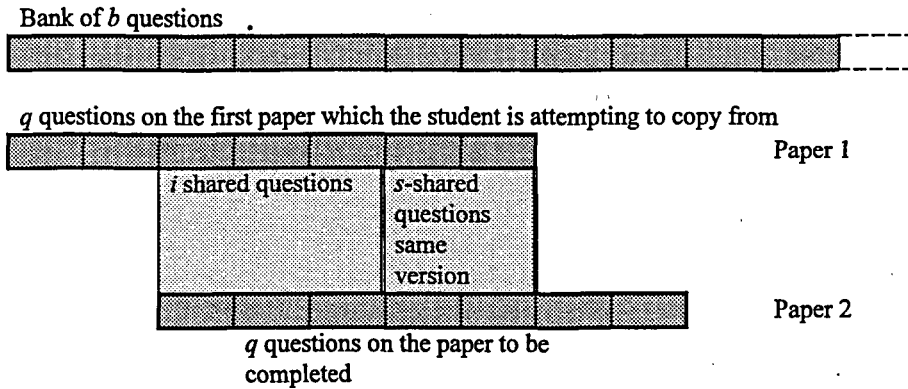 Bank of b questions
q questions on the first paper which the student is attempting to copy from
Paper 1
i shared questions
s-shared
questions
same
version
Paper 2
q questions on the paper to be
completed